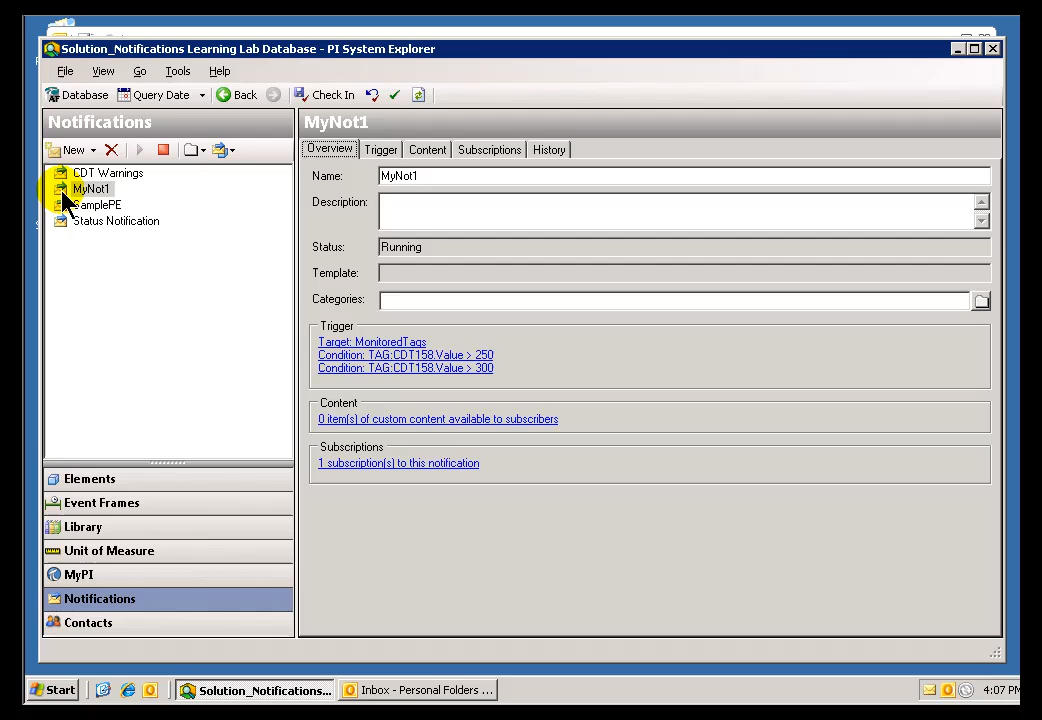 Solution_Notifications Learning Lab Database - PI System Explorer
File View Go Tools Help
Database Query Date Back Check In
Notifications
MyNot1
New
Overview Trigger Content Subscriptions History
CDT Warnings
MyNot1
SamplePE
Status Notification
Name: MyNot1
Description:
Status: Running
Template:
Categories:
Trigger
Target: MonitoredTags
Condition: TAG:CDT158.Value > 250
Condition: TAG:CDT158.Value > 300
Content
0 item(s) of custom content available to subscribers
Subscriptions
1 subscription(s) to this notification
Elements
Event Frames
Library
Unit of Measure
MyPI
Notifications
Contacts
Start Solution_Notifications... Inbox - Personal Folders ... 4:07 PM